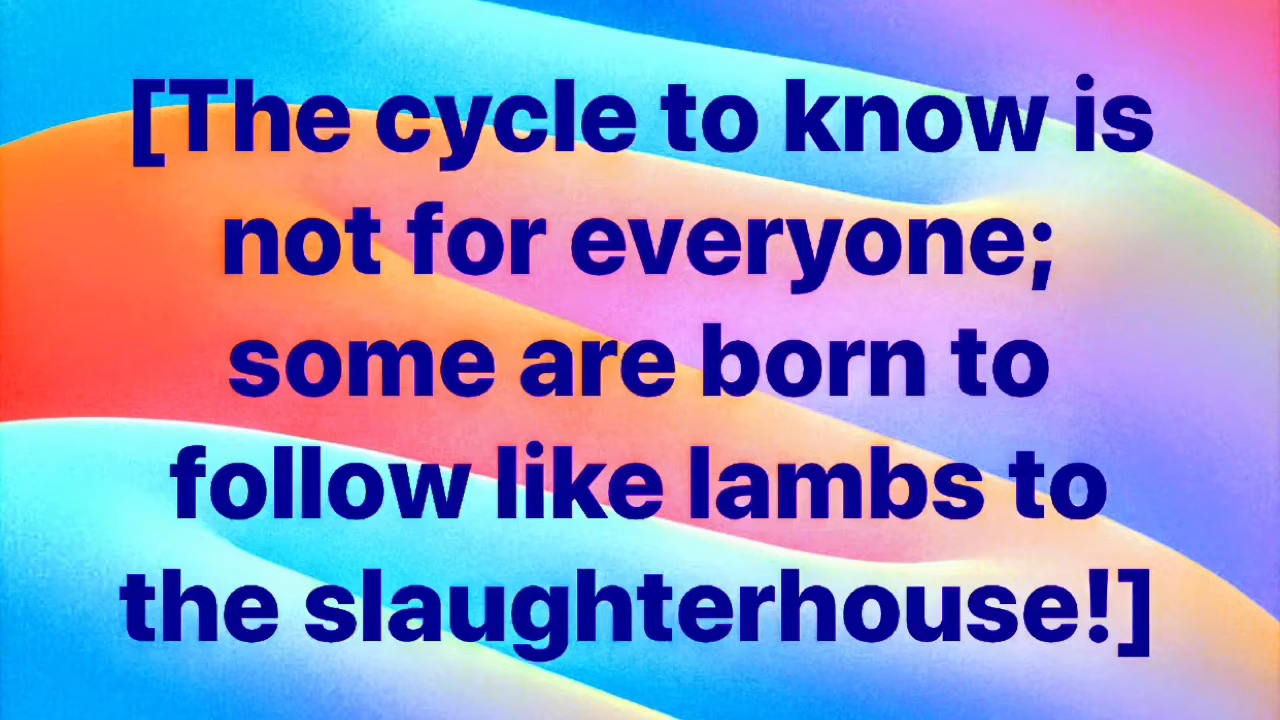 [The cycle to know is
not for everyone;
some are born to
follow like lambs to
the slaughterhouse!]